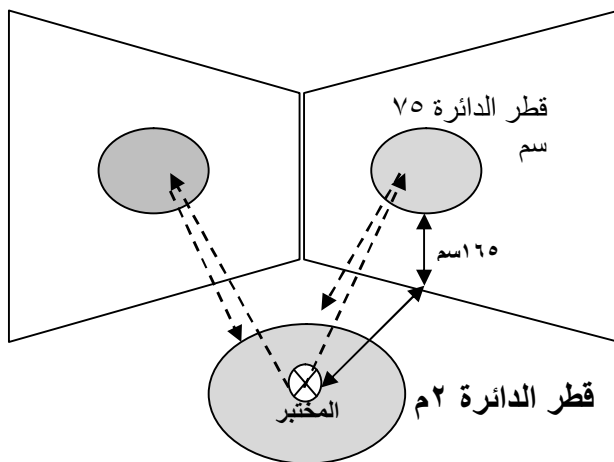 قطر الدائرة ٧٥
سم
١٦٥سم
المختبر
قطر الدائرة ٢م